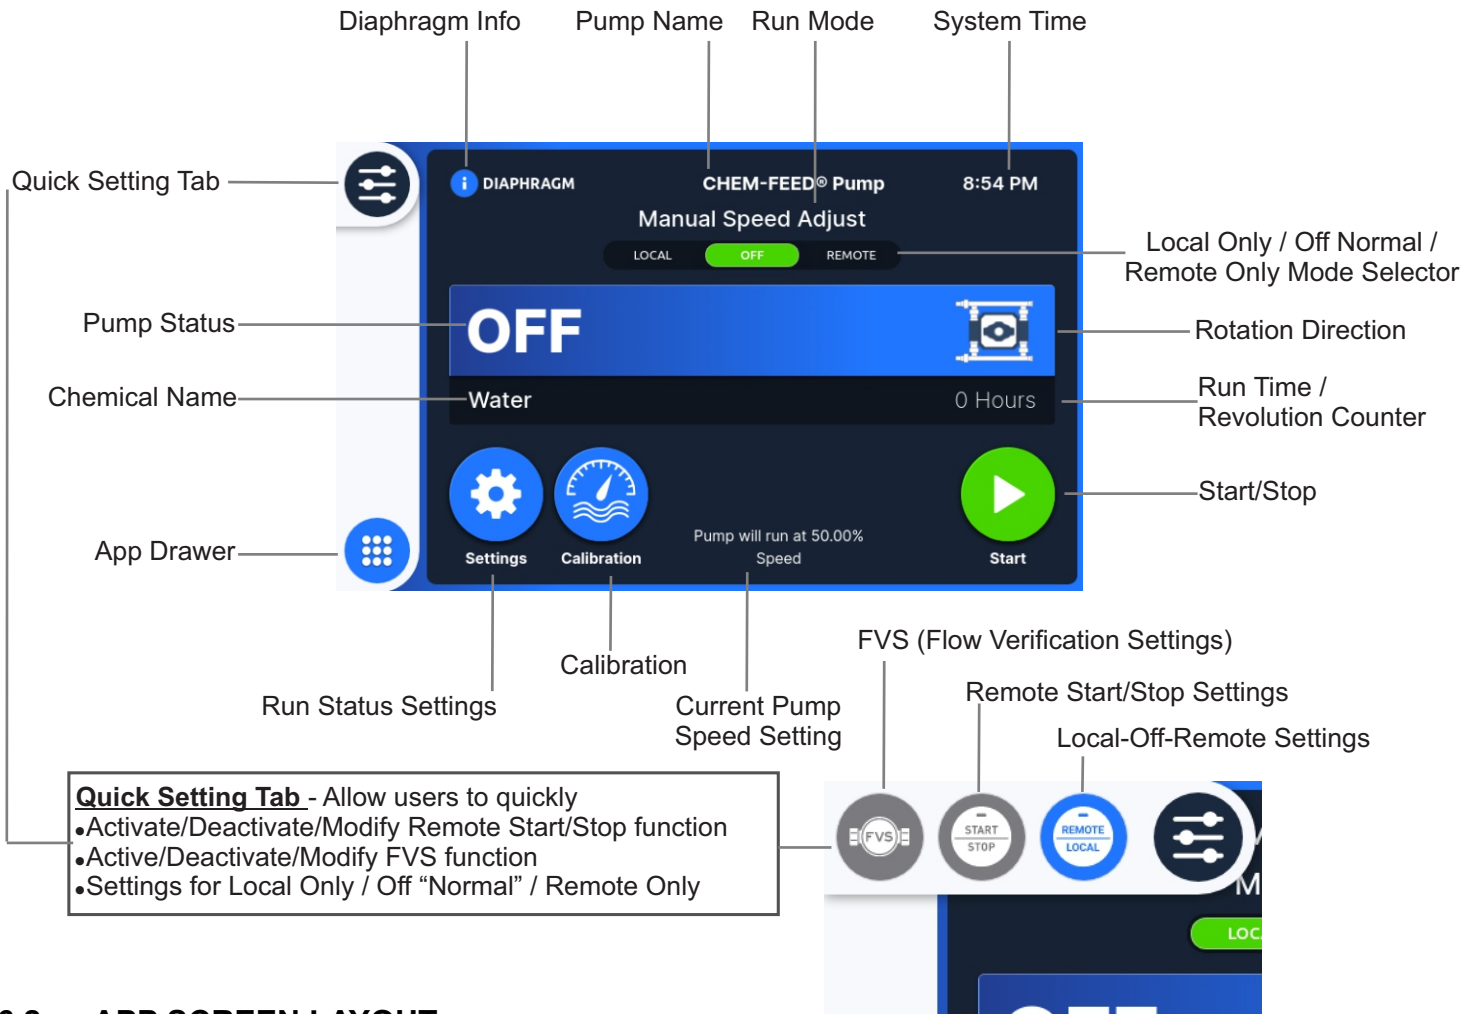 Diaphragm Info
Pump Name
Run Mode
System Time
Quick Setting Tab
i DIAPHRAGM
CHEM-FEED® Pump
8:54 PM
Manual Speed Adjust
LOCAL
OFF
REMOTE
Local Only / Off Normal /
Remote Only Mode Selector
Pump Status
OFF
Rotation Direction
Chemical Name
Water
0 Hours
Run Time /
Revolution Counter
Start/Stop
App Drawer
Settings
Calibration
Pump will run at 50.00%
Speed
Start
Calibration
Run Status Settings
Current Pump
Speed Setting
FVS (Flow Verification Settings)
Remote Start/Stop Settings
Local-Off-Remote Settings
Quick Setting Tab - Allow users to quickly
•Activate/Deactivate/Modify Remote Start/Stop function
•Active/Deactivate/Modify FVS function
•Settings for Local Only / Off “Normal” / Remote Only
FVS
START
STOP
REMOTE
LOCAL
M
LOC
APP SCREEN LAYOUT